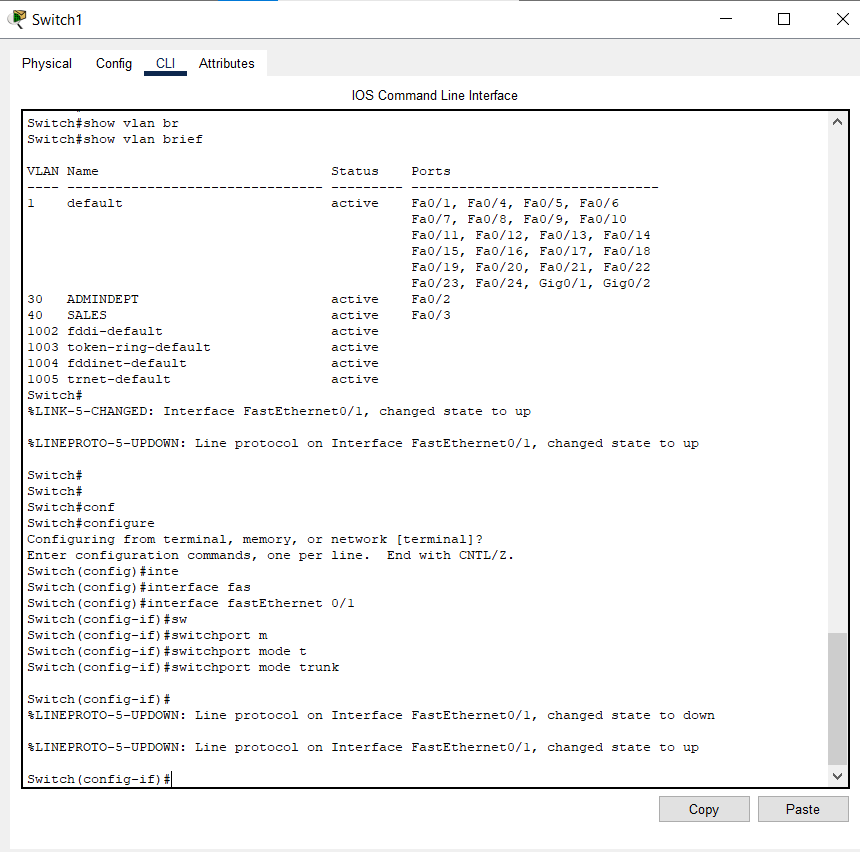 Switch1
Physical Config CLI Attributes
IOS Command Line Interface
Switch#show vlan br
Switch#show vlan brief
VLAN Name                             Status    Ports
---- -------------------------------- --------- -------------------------------
1    default                          active    Fa0/1, Fa0/4, Fa0/5, Fa0/6
                                                Fa0/7, Fa0/8, Fa0/9, Fa0/10
                                                Fa0/11, Fa0/12, Fa0/13, Fa0/14
                                                Fa0/15, Fa0/16, Fa0/17, Fa0/18
                                                Fa0/19, Fa0/20, Fa0/21, Fa0/22
                                                Fa0/23, Fa0/24, Gig0/1, Gig0/2
30   ADMINDEPT                        active    Fa0/2
40   SALES                            active    Fa0/3
1002 fddi-default                     active
1003 token-ring-default               active
1004 fddinet-default                  active
1005 trnet-default                    active
Switch#
%LINK-5-CHANGED: Interface FastEthernet0/1, changed state to up
%LINEPROTO-5-UPDOWN: Line protocol on Interface FastEthernet0/1, changed state to up
Switch#
Switch#
Switch#conf
Switch#configure
Configuring from terminal, memory, or network [terminal]?
Enter configuration commands, one per line.  End with CNTL/Z.
Switch(config)#inte
Switch(config)#interface fas
Switch(config)#interface fastEthernet 0/1
Switch(config-if)#sw
Switch(config-if)#switchport m
Switch(config-if)#switchport mode t
Switch(config-if)#switchport mode trunk
Switch(config-if)#
%LINEPROTO-5-UPDOWN: Line protocol on Interface FastEthernet0/1, changed state to down
%LINEPROTO-5-UPDOWN: Line protocol on Interface FastEthernet0/1, changed state to up
Switch(config-if)#
Copy Paste